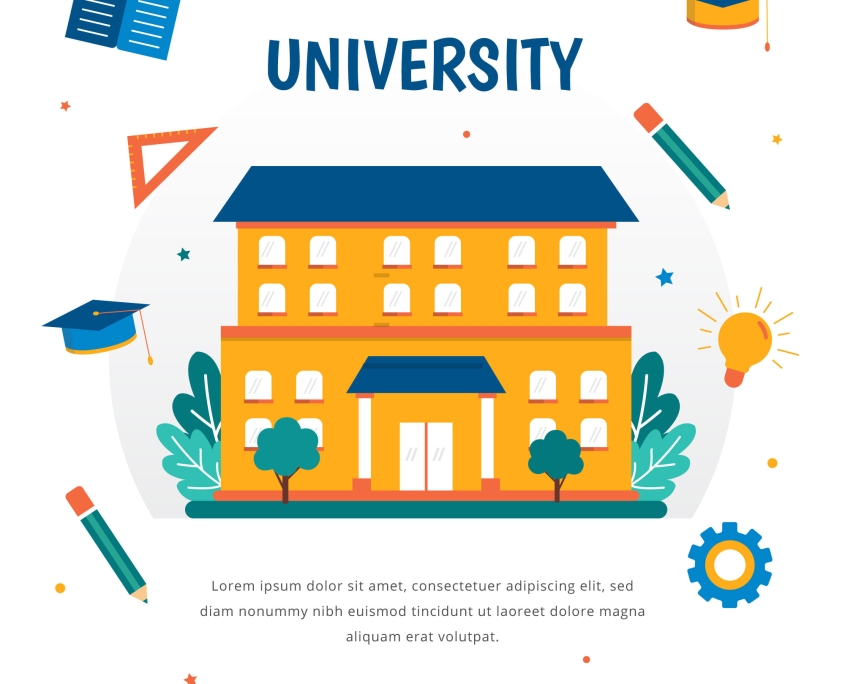 UNIVERSITY
Lorem ipsum dolor sit amet, consectetuer adipiscing elit, sed
diam nonummy nibh euismod tincidunt ut laoreet dolore magna
aliquam erat volutpat.